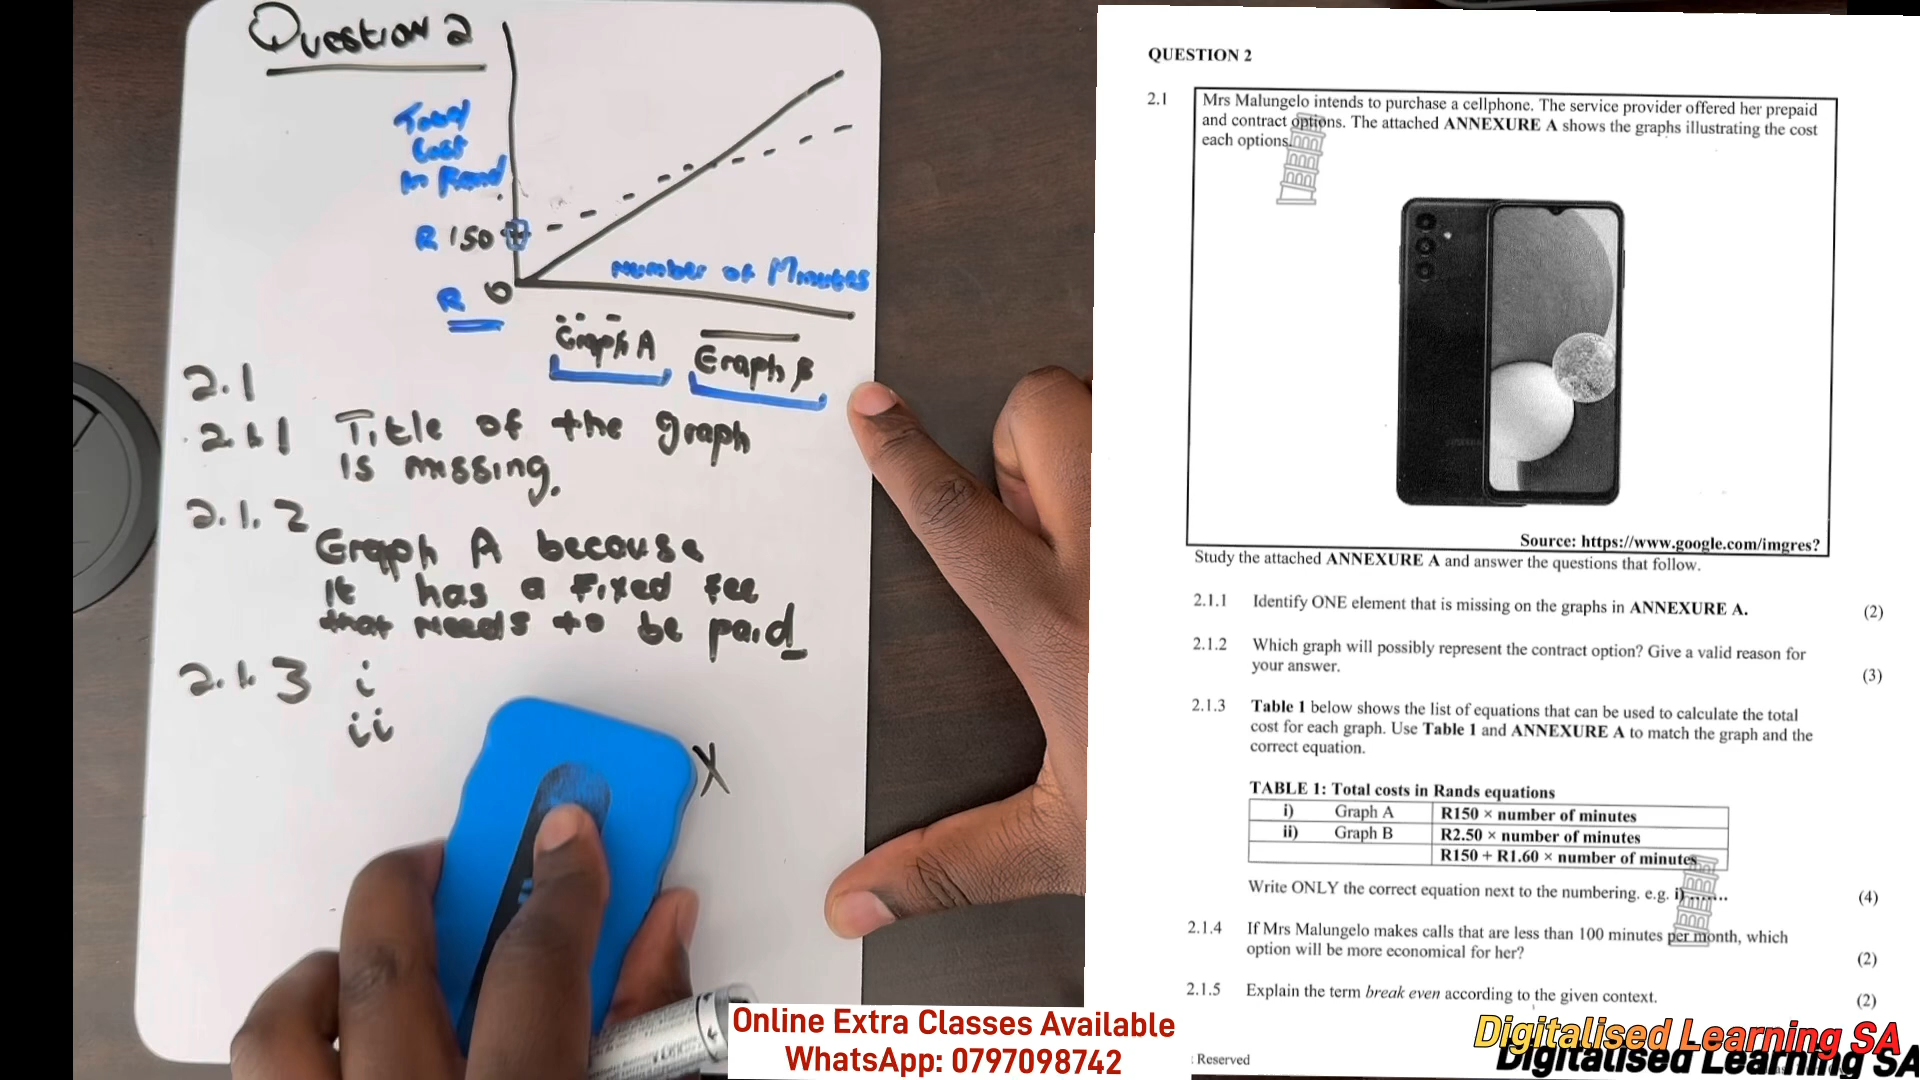 Question 2
Total
Cost
In Rand
R 150
R 0
Number of Minutes
Graph A
Graph B
2.1
2.1.1 Title of the graph
is missing.
2.1.2
Graph A because
It has a fixed fee
that needs to be paid
2.1.3 i
ii
X
QUESTION 2
2.1
Mrs Malungelo intends to purchase a cellphone. The service provider offered her prepaid
and contract options. The attached ANNEXURE A shows the graphs illustrating the cost
each options.
Source: https://www.google.com/imgres?
Study the attached ANNEXURE A and answer the questions that follow.
2.1.1 Identify ONE element that is missing on the graphs in ANNEXURE A. (2)
2.1.2 Which graph will possibly represent the contract option? Give a valid reason for
your answer. (3)
2.1.3 Table 1 below shows the list of equations that can be used to calculate the total
cost for each graph. Use Table 1 and ANNEXURE A to match the graph and the
correct equation.
TABLE 1: Total costs in Rands equations
i) Graph A R150 × number of minutes
ii) Graph B R2.50 × number of minutes
R150 + R1.60 × number of minutes
Write ONLY the correct equation next to the numbering. e.g. i) ........ (4)
2.1.4 If Mrs Malungelo makes calls that are less than 100 minutes per month, which
option will be more economical for her? (2)
2.1.5 Explain the term break even according to the given context. (2)
: Reserved
Online Extra Classes Available
WhatsApp: 0797098742
Digitalised Learning SA
Digitalised Learning SA